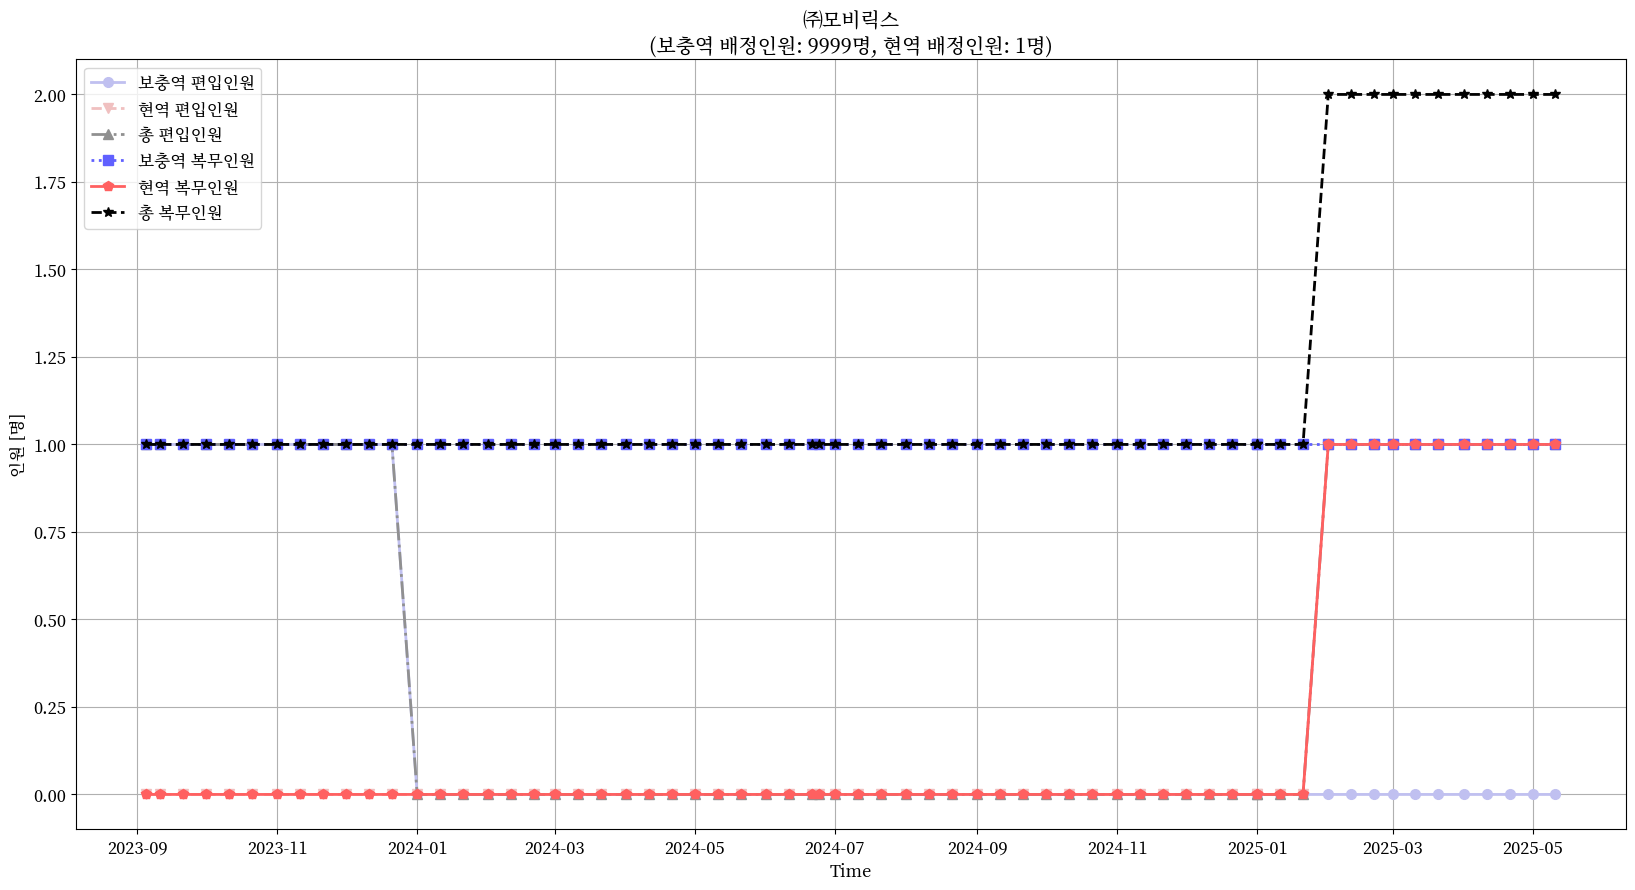 ㈜모비릭스
(보충역 배정인원: 9999명, 현역 배정인원: 1명)
보충역 편입인원
현역 편입인원
총 편입인원
보충역 복무인원
현역 복무인원
총 복무인원
인원 [명]
2.00
1.75
1.50
1.25
1.00
0.75
0.50
0.25
0.00
2023-09
2023-11
2024-01
2024-03
2024-05
2024-07
2024-09
2024-11
2025-01
2025-03
2025-05
Time